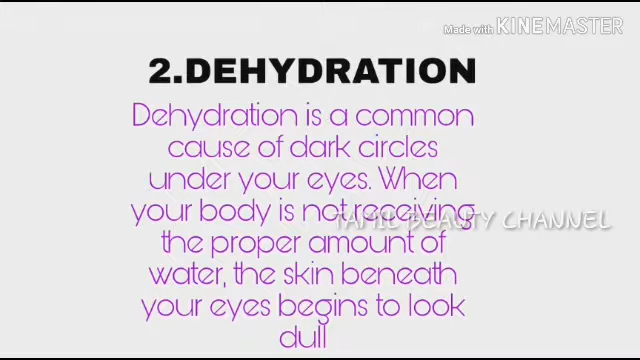 Made with KINEMASTER
2.DEHYDRATION
Dehydration is a common
cause of dark circles
under your eyes. When
your body is not receiving
TAMIL BEAUTY CHANNEL
the proper amount of
water, the skin beneath
your eyes begins to look
dull